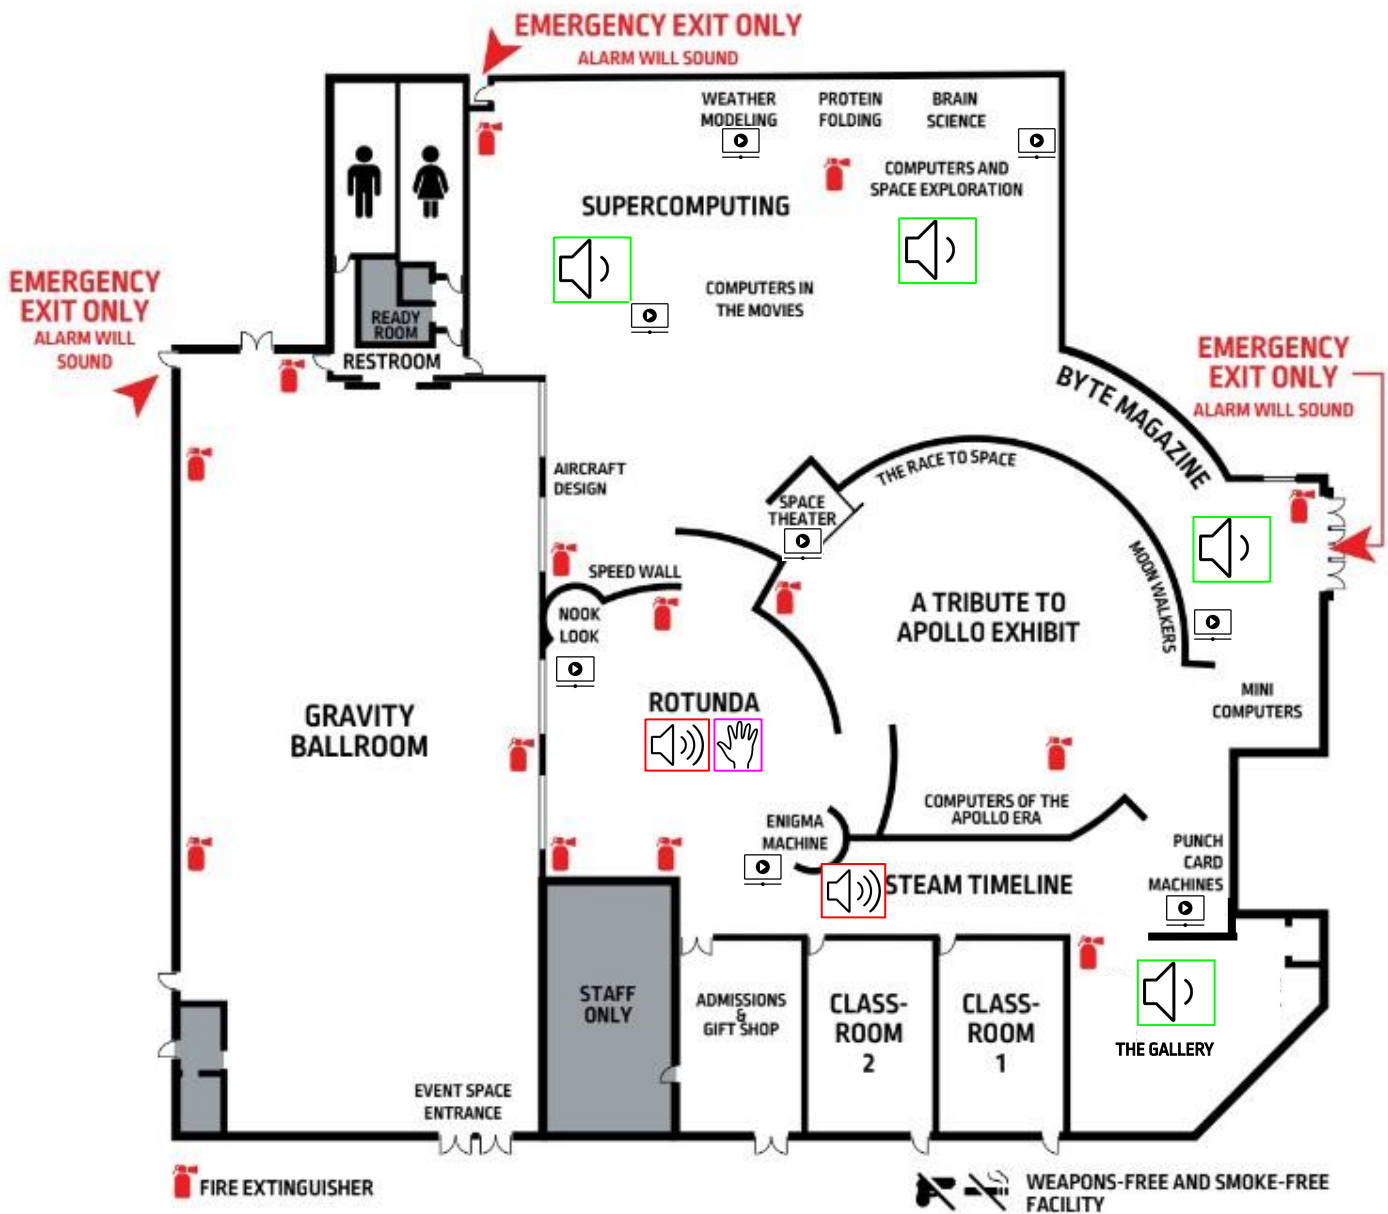 EMERGENCY EXIT ONLY
ALARM WILL SOUND
WEATHER
MODELING
PROTEIN
FOLDING
BRAIN
SCIENCE
COMPUTERS AND
SPACE EXPLORATION
SUPERCOMPUTING
COMPUTERS IN
THE MOVIES
EMERGENCY
EXIT ONLY
ALARM WILL
SOUND
READY
ROOM
RESTROOM
EMERGENCY
EXIT ONLY
ALARM WILL SOUND
BYTE MAGAZINE
AIRCRAFT
DESIGN
THE RACE TO SPACE
SPACE
THEATER
MOON WALKERS
SPEED WALL
NOOK
LOOK
A TRIBUTE TO
APOLLO EXHIBIT
ROTUNDA
GRAVITY
BALLROOM
MINI
COMPUTERS
COMPUTERS OF THE
APOLLO ERA
ENIGMA
MACHINE
PUNCH
CARD
MACHINES
STEAM TIMELINE
STAFF
ONLY
ADMISSIONS
&
GIFT SHOP
CLASS-
ROOM
2
CLASS-
ROOM
1
THE GALLERY
EVENT SPACE
ENTRANCE
FIRE EXTINGUISHER
WEAPONS-FREE AND SMOKE-FREE
FACILITY